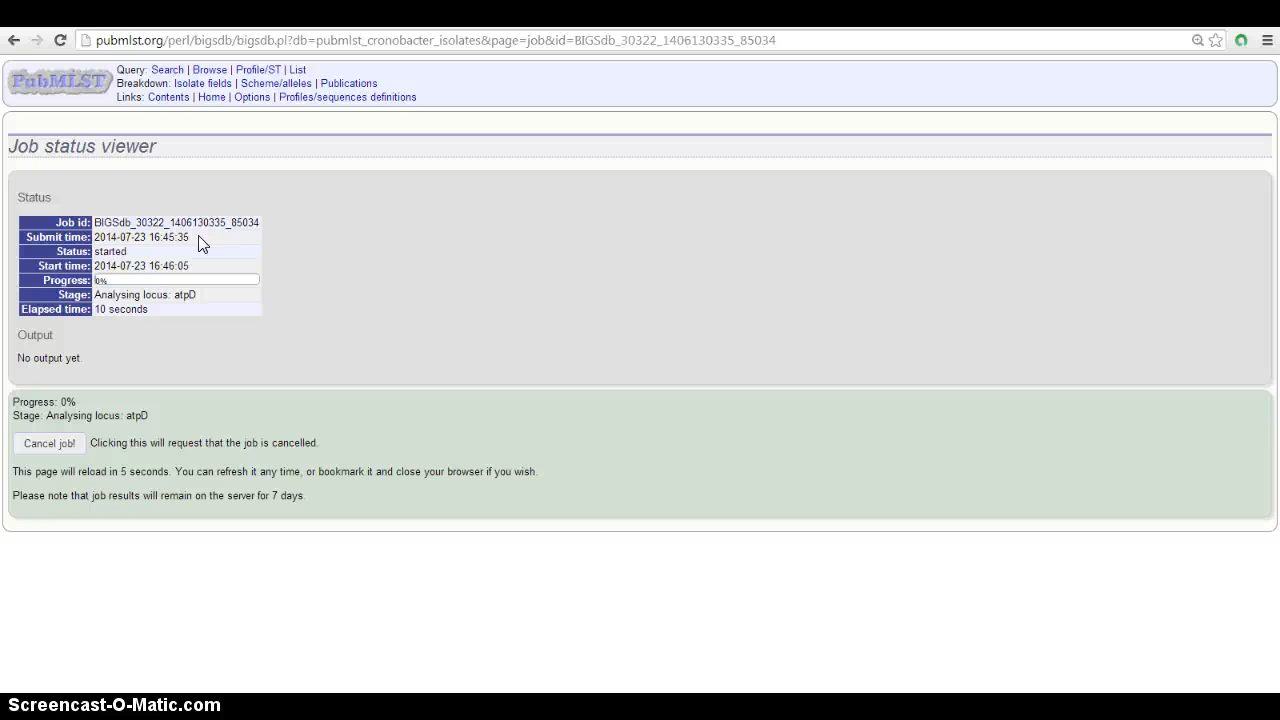 pubmlst.org/perl/bigsdb/bigsdb.pl?db=pubmlst_cronobacter_isolates&page=job&id=BIGSdb_30322_1406130335_85034
PubMLST
Query: Search | Browse | Profile/ST | List
Breakdown: Isolate fields | Scheme/alleles | Publications
Links: Contents | Home | Options | Profiles/sequences definitions
Job status viewer
Status
Job id: BIGSdb_30322_1406130335_85034
Submit time: 2014-07-23 16:45:35
Status: started
Start time: 2014-07-23 16:46:05
Progress: 0%
Stage: Analysing locus: atpD
Elapsed time: 10 seconds
Output
No output yet.
Progress: 0%
Stage: Analysing locus: atpD
Cancel job! Clicking this will request that the job is cancelled.
This page will reload in 5 seconds. You can refresh it any time, or bookmark it and close your browser if you wish.
Please note that job results will remain on the server for 7 days.
Screencast-O-Matic.com